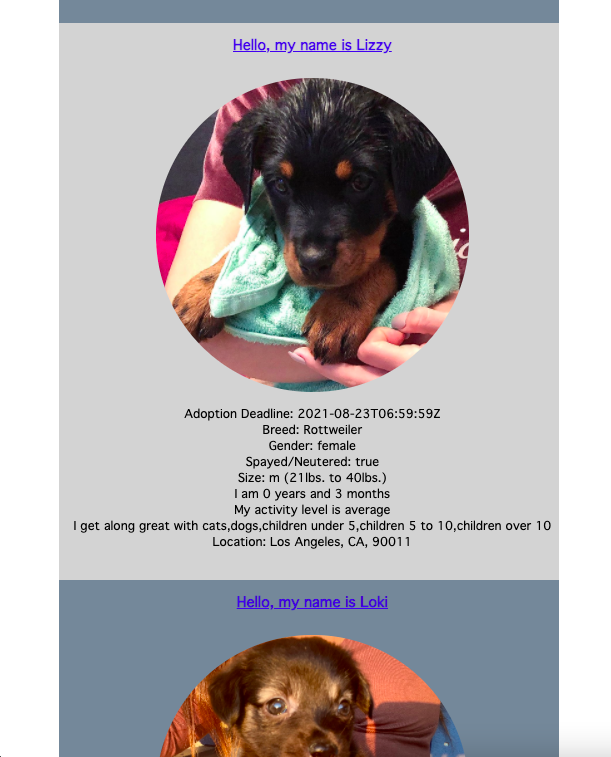 Hello, my name is Lizzy
Adoption Deadline: 2021-08-23T06:59:59Z
Breed: Rottweiler
Gender: female
Spayed/Neutered: true
Size: m (21lbs. to 40lbs.)
I am 0 years and 3 months
My activity level is average
I get along great with cats,dogs,children under 5,children 5 to 10,children over 10
Location: Los Angeles, CA, 90011
Hello, my name is Loki